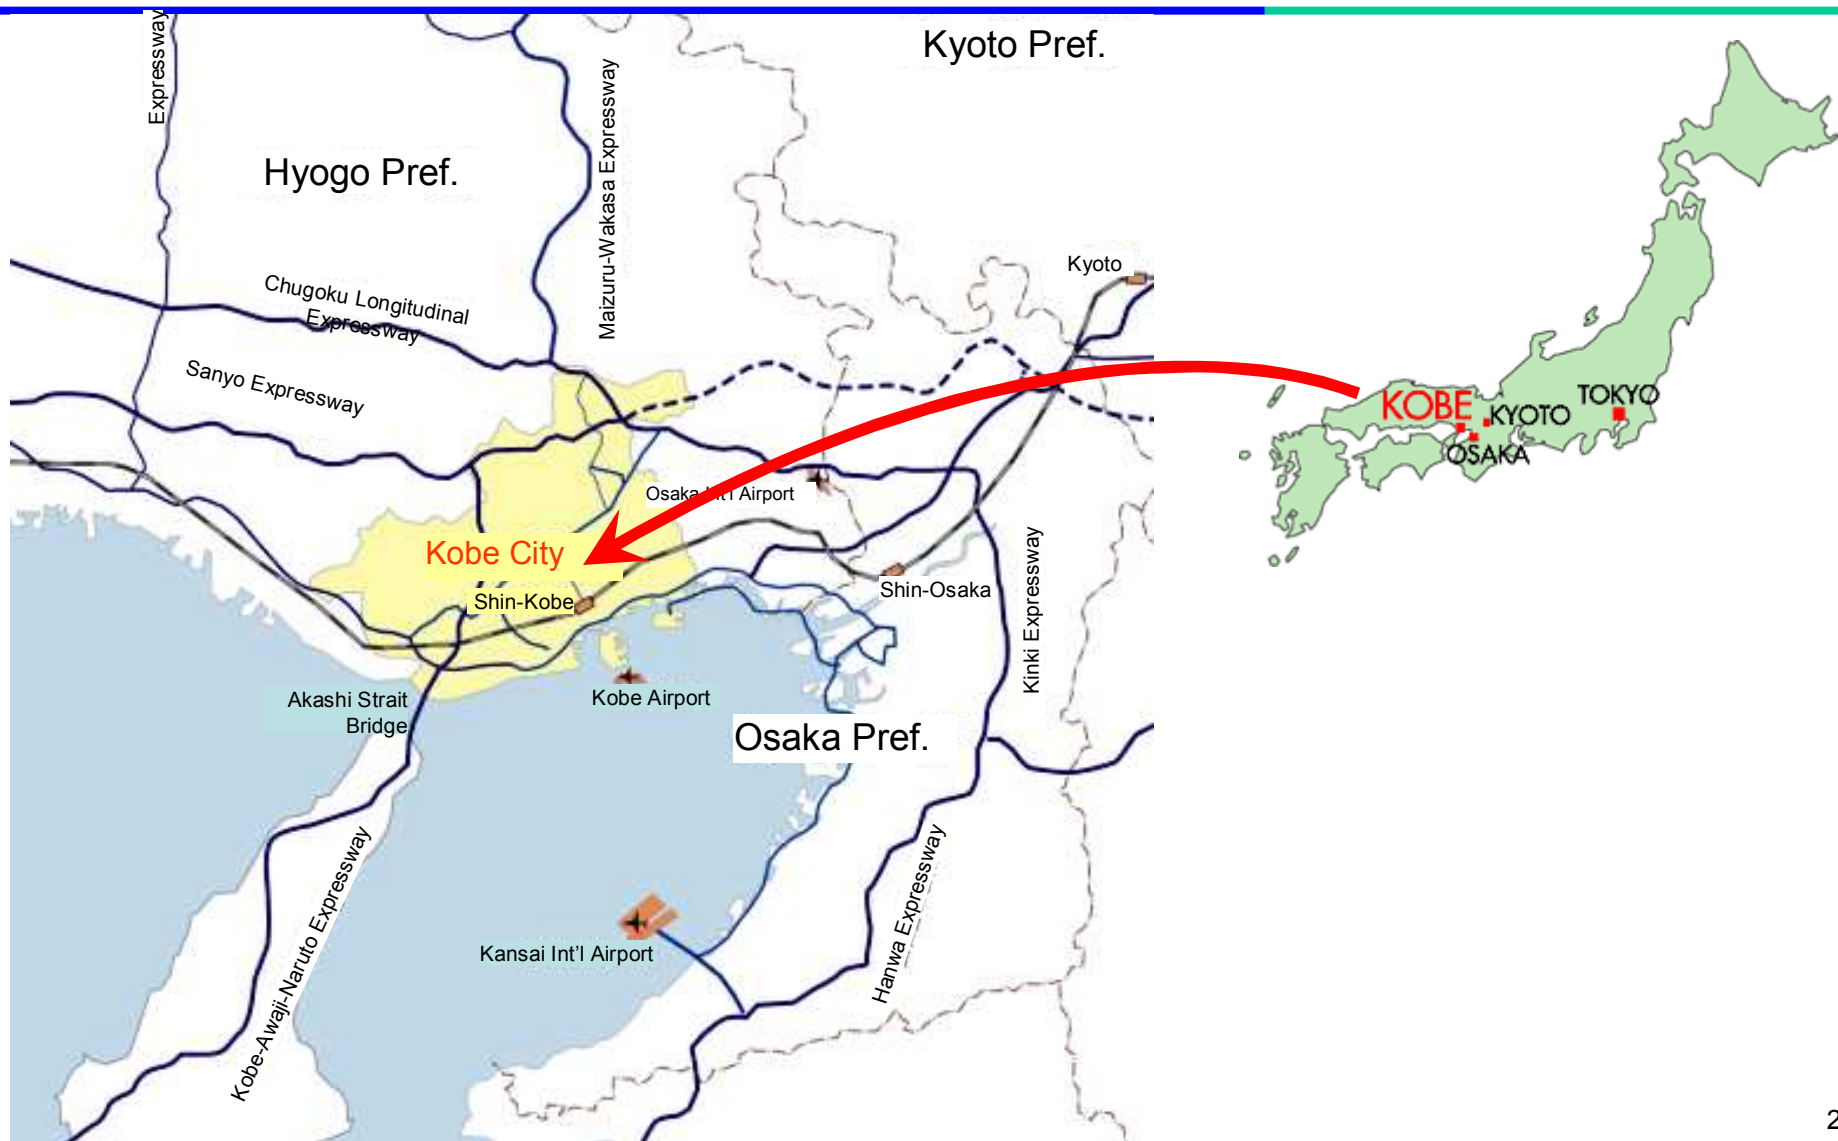 Expressway
Kyoto Pref.
Hyogo Pref.
Maizuru-Wakasa Expressway
Kyoto
Chugoku Longitudinal
Expressway
Sanyo Expressway
KOBE
TOKYO
KYOTO
OSAKA
Osaka Int'l Airport
Kobe City
Shin-Kobe
Shin-Osaka
Kinki Expressway
Akashi Strait
Bridge
Kobe Airport
Osaka Pref.
Kobe-Awaji-Naruto Expressway
Hanwa Expressway
Kansai Int’l Airport
2